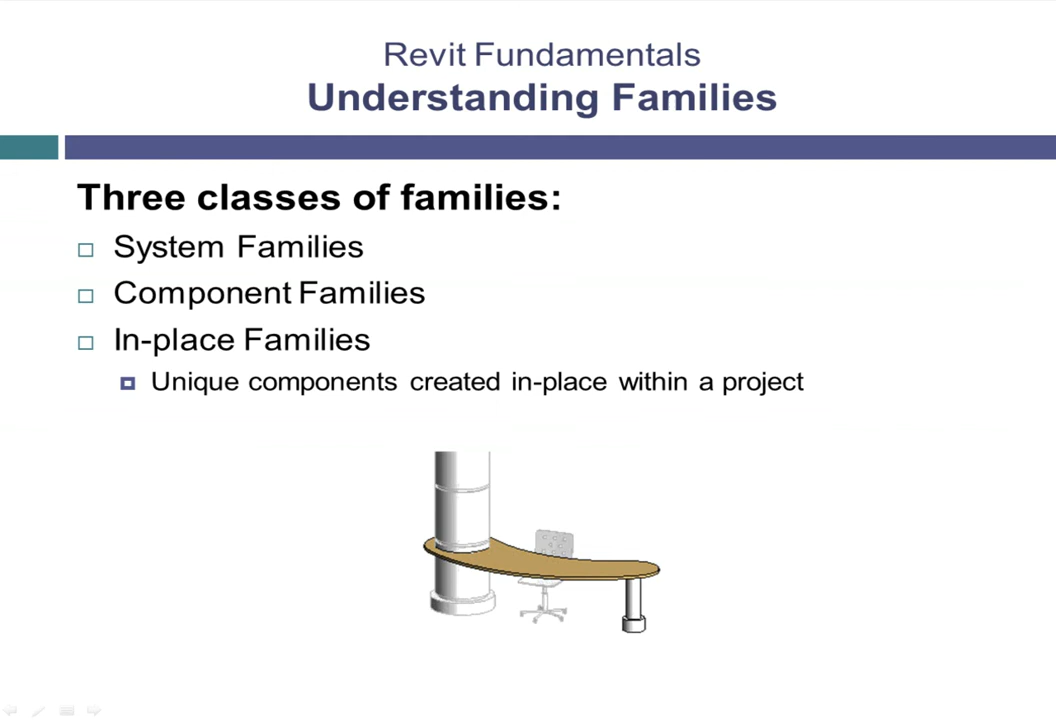 Revit Fundamentals
Understanding Families
Three classes of families:
System Families
Component Families
In-place Families
Unique components created in-place within a project